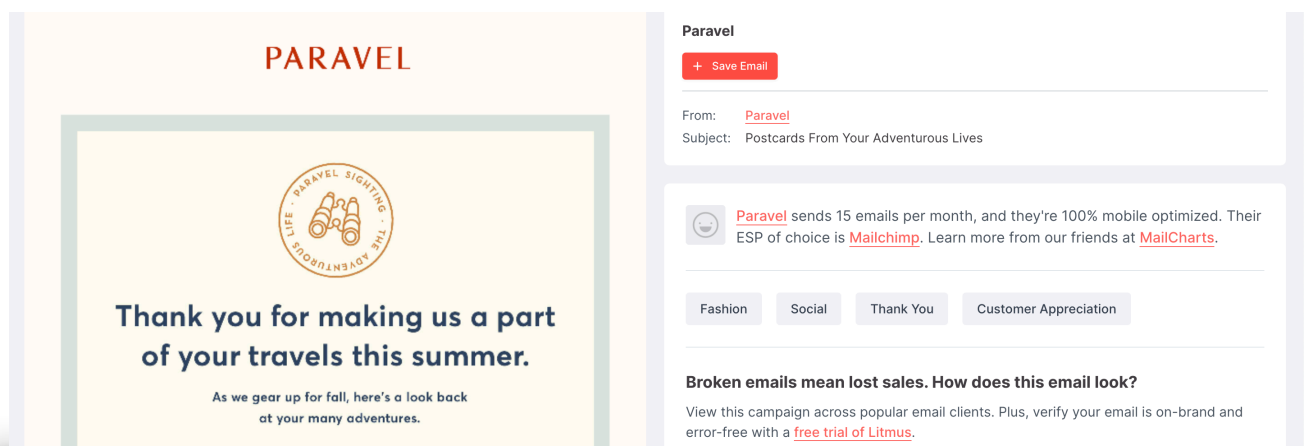 PARAVEL
PARAVEL SIGHTING · THE ADVENTUROUS LIFE ·
Thank you for making us a part
of your travels this summer.
As we gear up for fall, here's a look back
at your many adventures.
Paravel
+ Save Email
From: Paravel
Subject: Postcards From Your Adventurous Lives
Paravel sends 15 emails per month, and they're 100% mobile optimized. Their
ESP of choice is Mailchimp. Learn more from our friends at MailCharts.
Fashion Social Thank You Customer Appreciation
Broken emails mean lost sales. How does this email look?
View this campaign across popular email clients. Plus, verify your email is on-brand and
error-free with a free trial of Litmus.